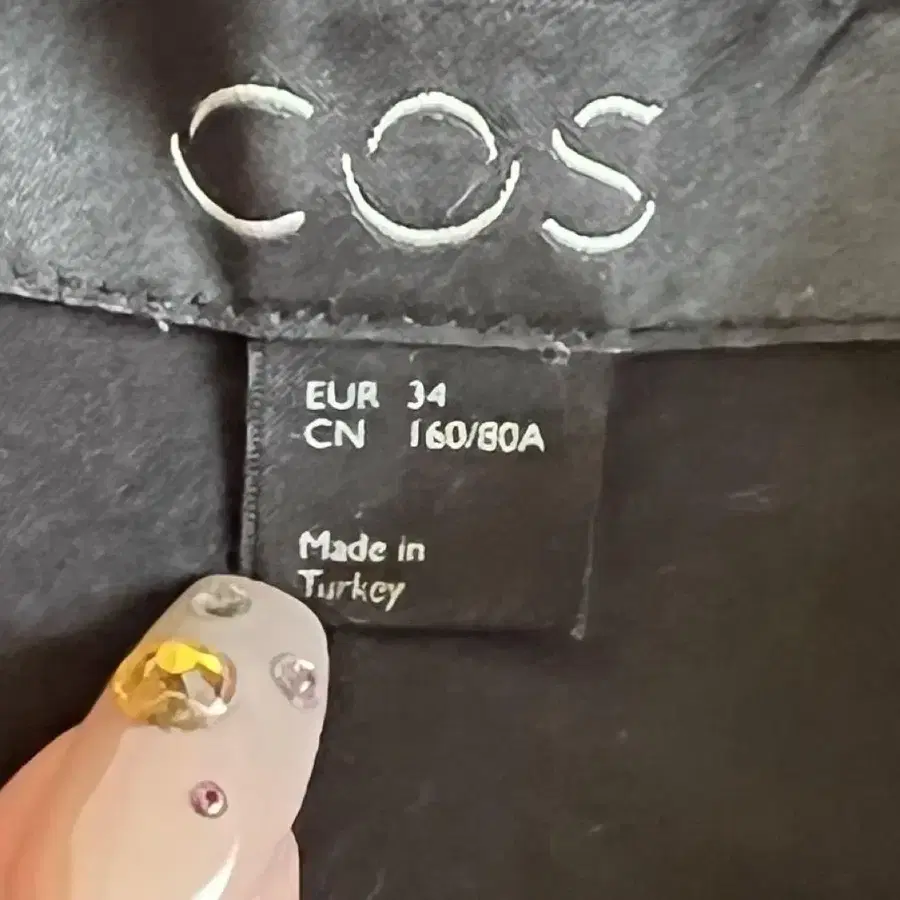 COS
EUR 34
CN 160/80A
Made in
Turkey